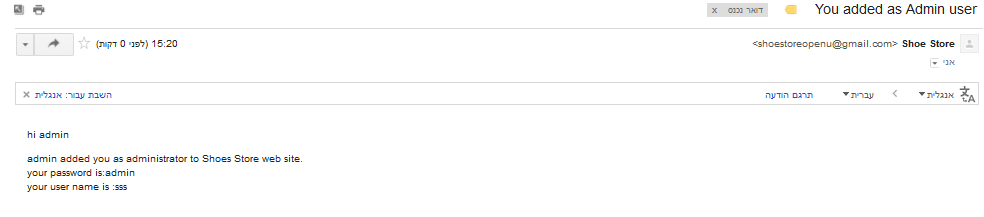 You added as Admin user
דואר נכנס x
Shoe Store <shoestoreopenu@gmail.com>
15:20 (לפני 0 דקות)
אני
אנגלית
עברית
תרגם הודעה
השבת עבור: אנגלית x
hi admin
admin added you as administrator to Shoes Store web site.
your password is:admin
your user name is :sss